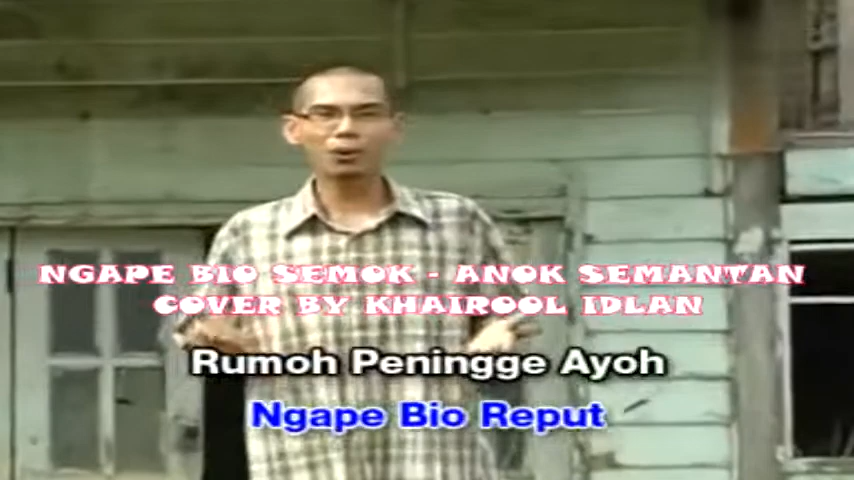 NGAPE BIO SEMOK - ANOK SEMANTAN
COVER BY KHAIROOL IDLAN
Rumoh Peningge Ayoh
Ngape Bio Reput